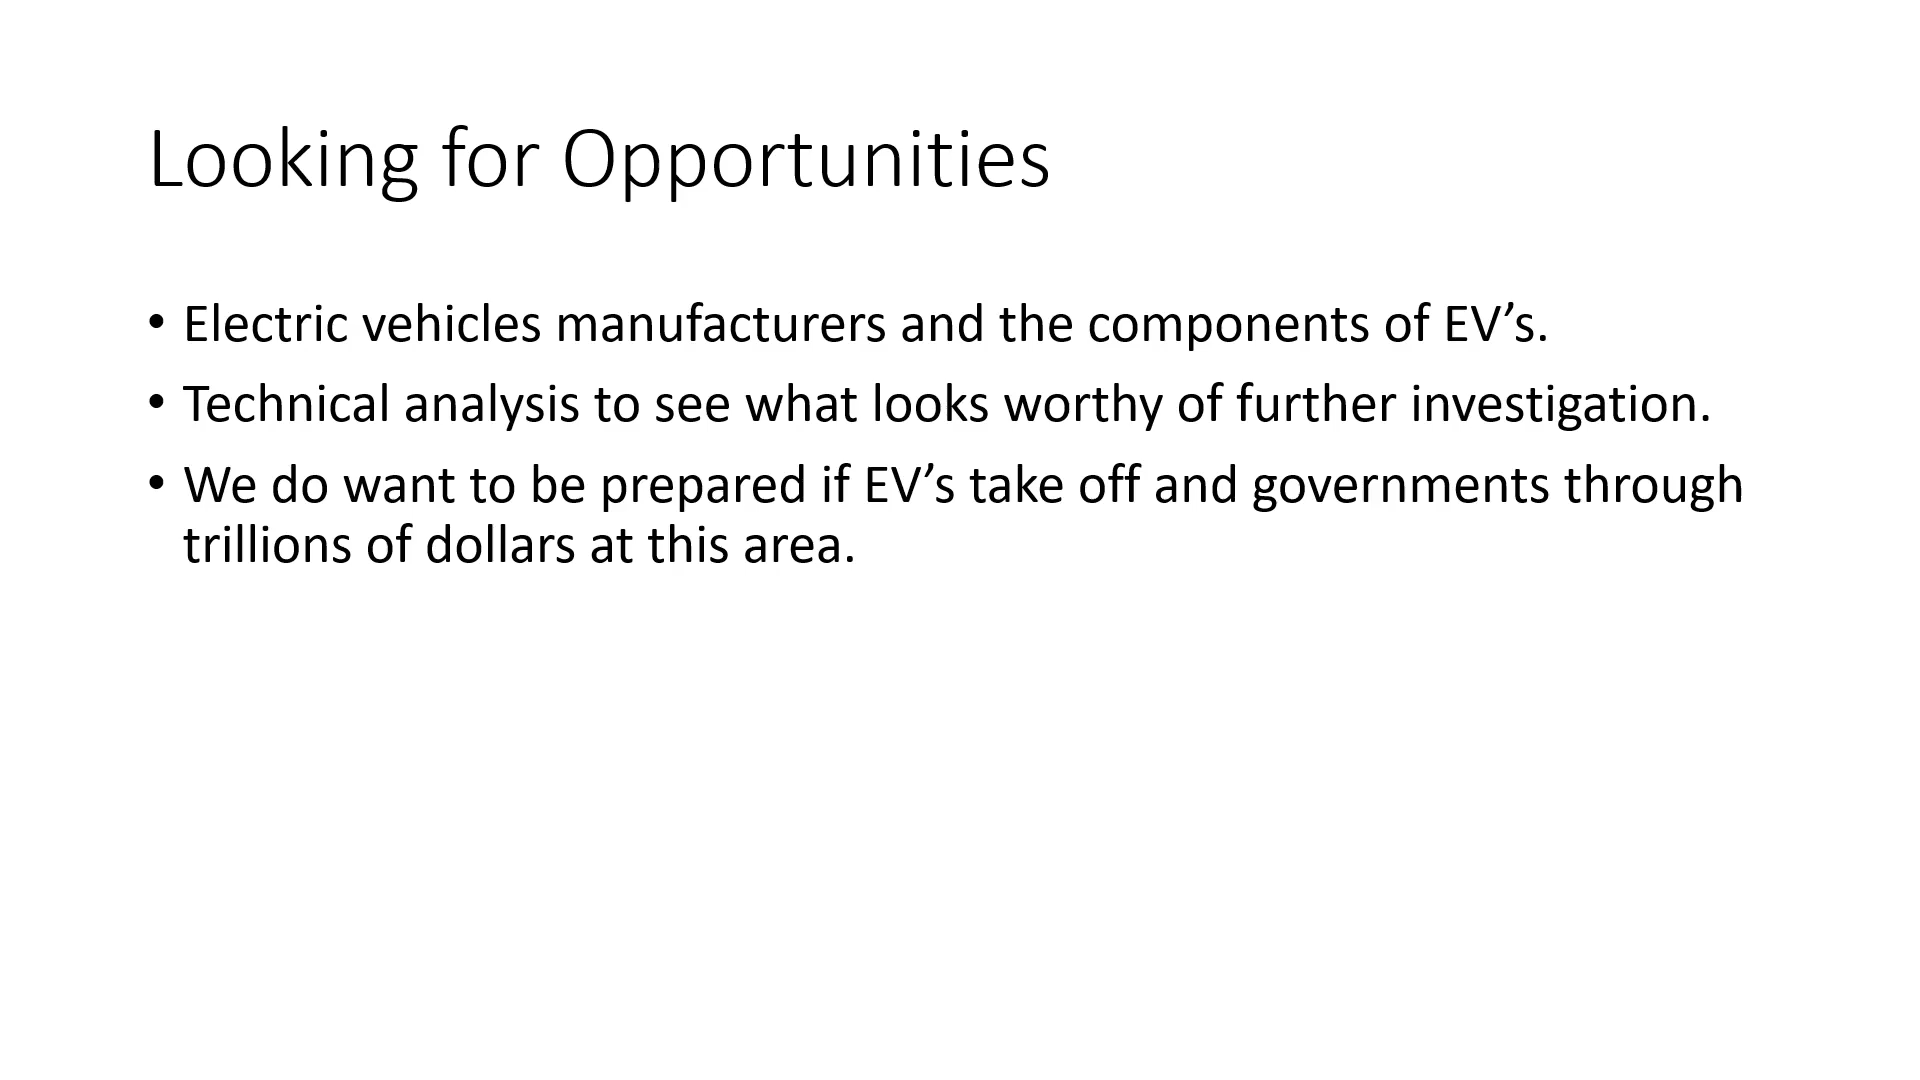 Looking for Opportunities
• Electric vehicles manufacturers and the components of EV’s.
• Technical analysis to see what looks worthy of further investigation.
• We do want to be prepared if EV’s take off and governments through
trillions of dollars at this area.